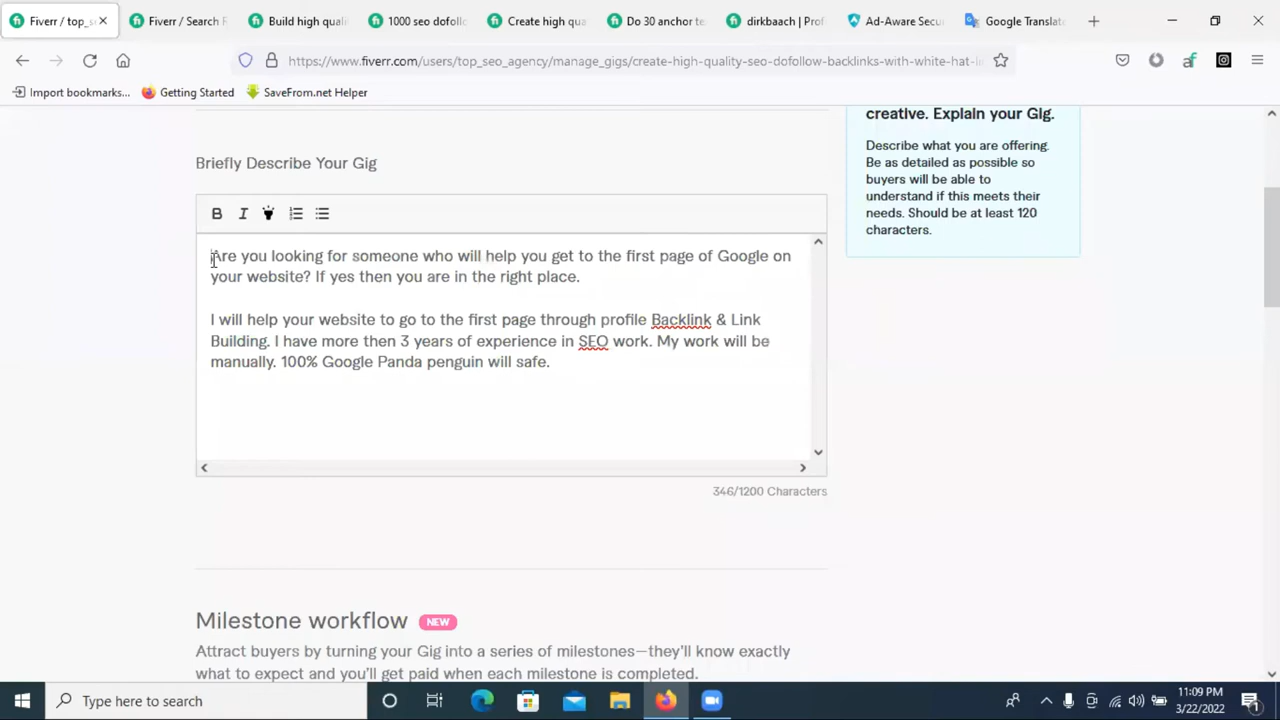 Fiverr / top_s
Fiverr / Search R
Build high quali
1000 seo dofollo
Create high qua
Do 30 anchor te
dirkbaach | Prof
Ad-Aware Secu
Google Translate
https://www.fiverr.com/users/top_seo_agency/manage_gigs/create-high-quality-seo-dofollow-backlinks-with-white-hat-li
Import bookmarks...
Getting Started
SaveFrom.net Helper
creative. Explain your Gig.
Describe what you are offering.
Be as detailed as possible so
buyers will be able to
understand if this meets their
needs. Should be at least 120
characters.
Briefly Describe Your Gig
B I
Are you looking for someone who will help you get to the first page of Google on
your website? If yes then you are in the right place.
I will help your website to go to the first page through profile Backlink & Link
Building. I have more then 3 years of experience in SEO work. My work will be
manually. 100% Google Panda penguin will safe.
346/1200 Characters
Milestone workflow NEW
Attract buyers by turning your Gig into a series of milestones—they'll know exactly
what to expect and you'll get paid when each milestone is completed.
Type here to search
11:09 PM
3/22/2022
1